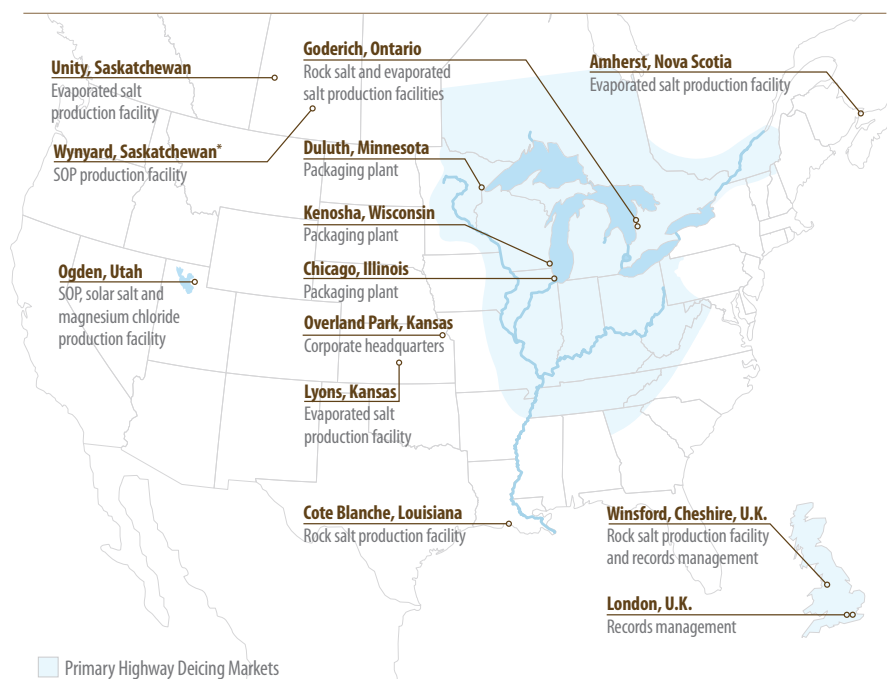 Unity, Saskatchewan
Evaporated salt
production facility
Wynyard, Saskatchewan*
SOP production facility
Ogden, Utah
SOP, solar salt and
magnesium chloride
production facility
Goderich, Ontario
Rock salt and evaporated
salt production facilities
Duluth, Minnesota
Packaging plant
Kenosha, Wisconsin
Packaging plant
Chicago, Illinois
Packaging plant
Overland Park, Kansas
Corporate headquarters
Lyons, Kansas
Evaporated salt
production facility
Cote Blanche, Louisiana
Rock salt production facility
Amherst, Nova Scotia
Evaporated salt production facility
Winsford, Cheshire, U.K.
Rock salt production facility
and records management
London, U.K.
Records management
Primary Highway Deicing Markets